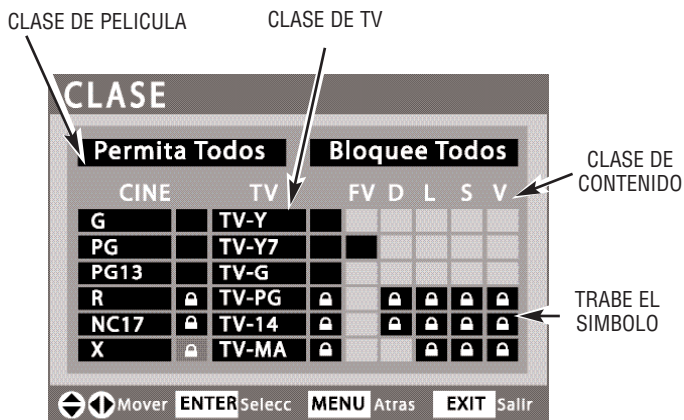 CLASE DE PELICULA
CLASE DE TV
CLASE
Permita Todos Bloquee Todos
CLASE DE
CONTENIDO
CINE TV FV D L S V
G TV-Y
PG TV-Y7
PG13 TV-G
R TV-PG
NC17 TV-14
X TV-MA
TRABE EL
SIMBOLO
Mover ENTER Selecc MENU Atras EXIT Salir